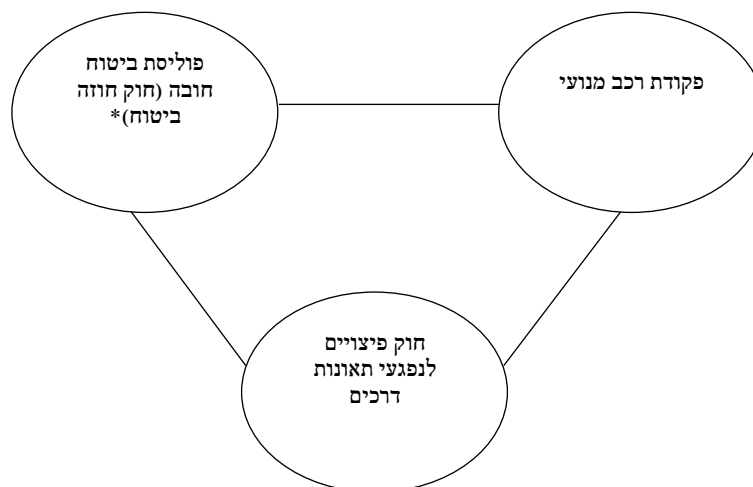 פקודת רכב מנועי
פוליסת ביטוח
חובה (חוק חוזה
ביטוח)*
חוק פיצויים
לנפגעי תאונות
דרכים